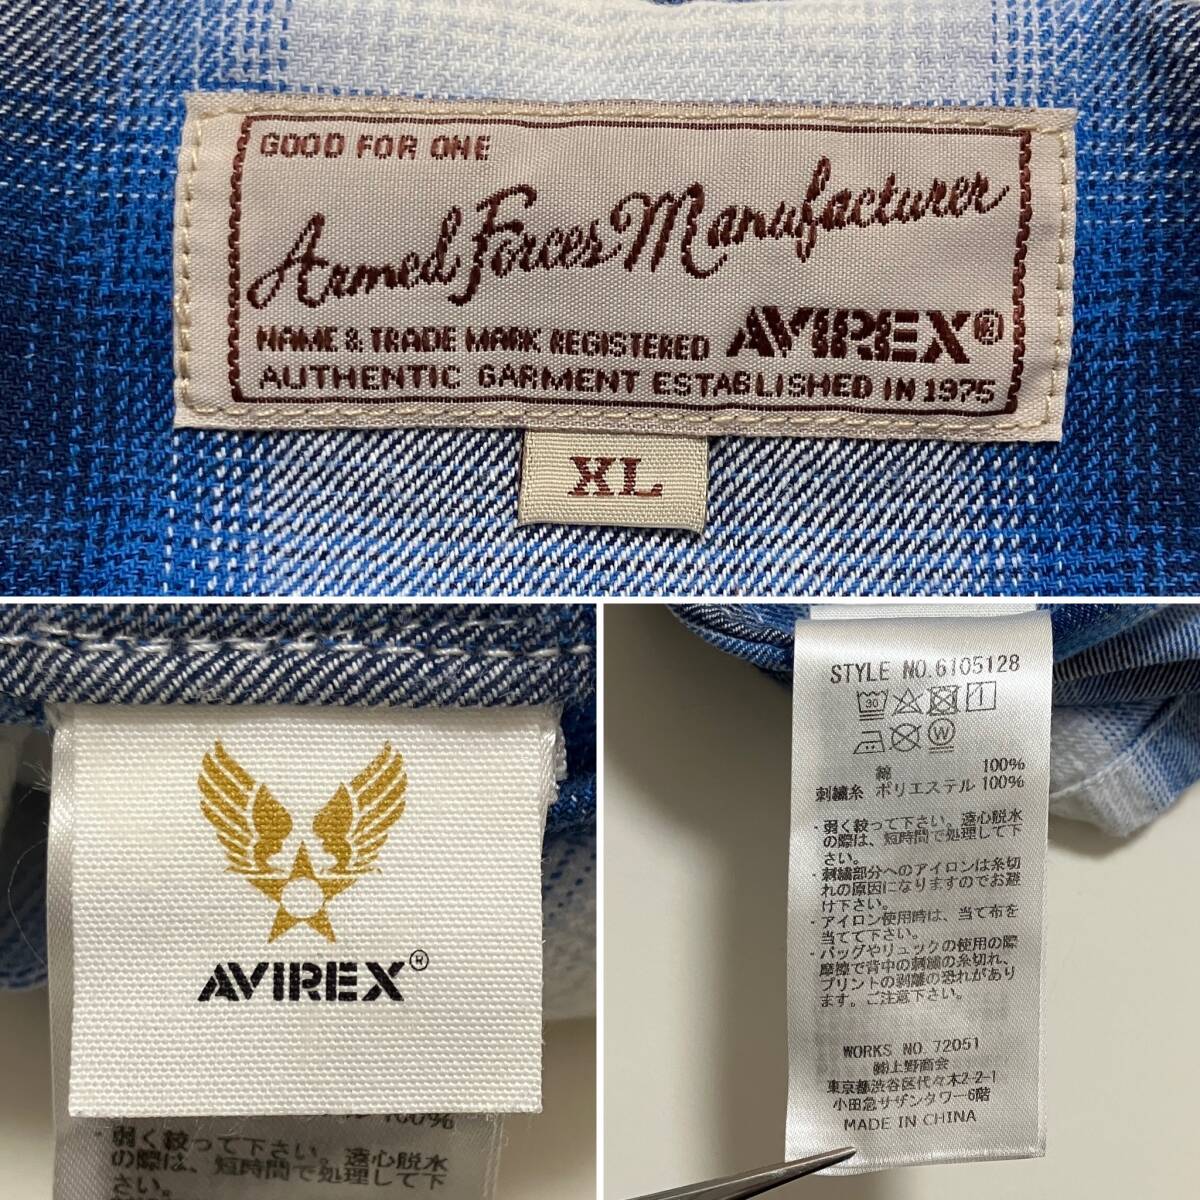 GOOD FOR ONE
Armed Forces Manufacturer
NAME & TRADE MARK REGISTERED AVIREX®
AUTHENTIC GARMENT ESTABLISHED IN 1975
XL
AVIREX®
100%
・弱く絞って下さい。遠心脱水
の際は、短時間で処理して下
さい。
STYLE NO.6105128
30
W
綿 100%
刺繍糸 ポリエステル 100%
・弱く絞って下さい。遠心脱水
の際は、短時間で処理して下
さい。
・刺繍部分へのアイロンは糸切
れの原因になりますのでお避
け下さい。
・アイロン使用時は、当て布を
当てて下さい。
・バッグやリュックの使用の際
摩擦で背中の刺繍の糸切れ、
プリントの剥離の恐れがあり
ます。ご注意下さい。
WORKS NO. 72051
㈱上野商会
東京都渋谷区代々木2-2-1
小田急サザンタワー6階
MADE IN CHINA